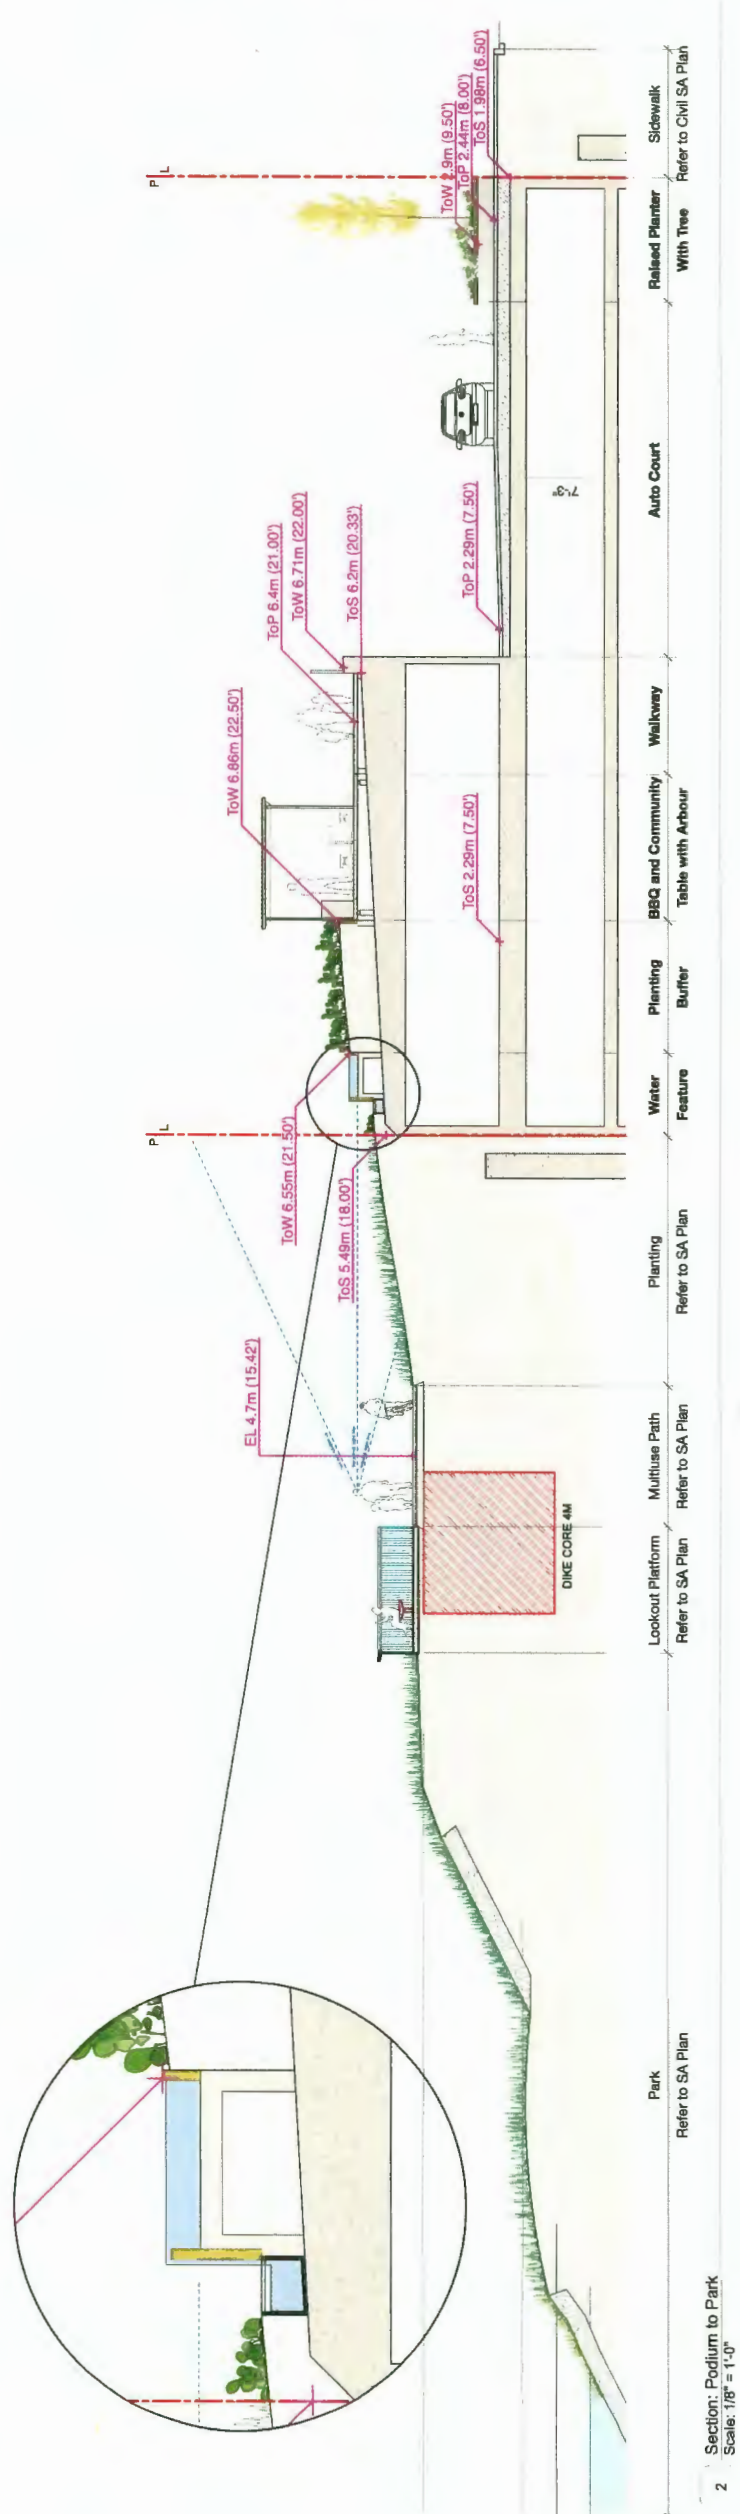 P L
P L
ToW 2.9m (9.50')
ToP 2.44m (8.00')
ToS 1.98m (6.50')
ToP 6.4m (21.00')
ToW 6.71m (22.00')
ToS 6.2m (20.33')
ToP 2.29m (7.50')
ToW 6.86m (22.50')
ToS 2.29m (7.50')
ToW 6.55m (21.50')
ToS 5.49m (18.00')
EL 4.7m (15.42')
DIKE CORE 4M
Park
Refer to SA Plan
Lookout Platform
Refer to SA Plan
Multiuse Path
Refer to SA Plan
Planting
Refer to SA Plan
Water
Feature
Planting
Buffer
BBQ and Community
Table with Arbour
Walkway
Auto Court
Raised Planter
With Tree
Sidewalk
Refer to Civil SA Plan
2
Section: Podium to Park
Scale: 1/8" = 1'-0"